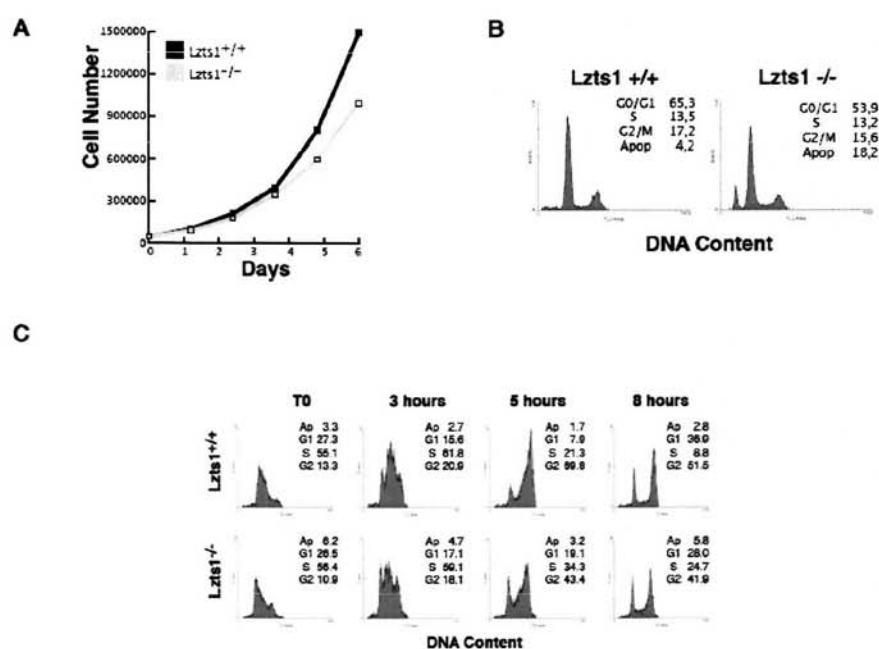 A
1500000
1200000
900000
600000
300000
0
Cell Number
Lzts1+/+
Lzts1-/-
0 1 2 3 4 5 6
Days
B
Lzts1 +/+
G0/G1 65,3
S 13,5
G2/M 17,2
Apop 4,2
Lzts1 -/-
G0/G1 53,9
S 13,2
G2/M 15,6
Apop 18,2
DNA Content
C
T0 3 hours 5 hours 8 hours
Lzts1+/+
Ap 3.3
G1 27.3
S 55.1
G2 13.3
Ap 2.7
G1 15.6
S 61.8
G2 20.9
Ap 1.7
G1 7.9
S 21.3
G2 69.8
Ap 2.8
G1 36.9
S 8.8
G2 51.5
Lzts1-/-
Ap 6.2
G1 26.5
S 56.4
G2 10.9
Ap 4.7
G1 17.1
S 59.1
G2 18.1
Ap 3.2
G1 19.1
S 34.3
G2 43.4
Ap 5.8
G1 28.0
S 24.7
G2 41.9
DNA Content